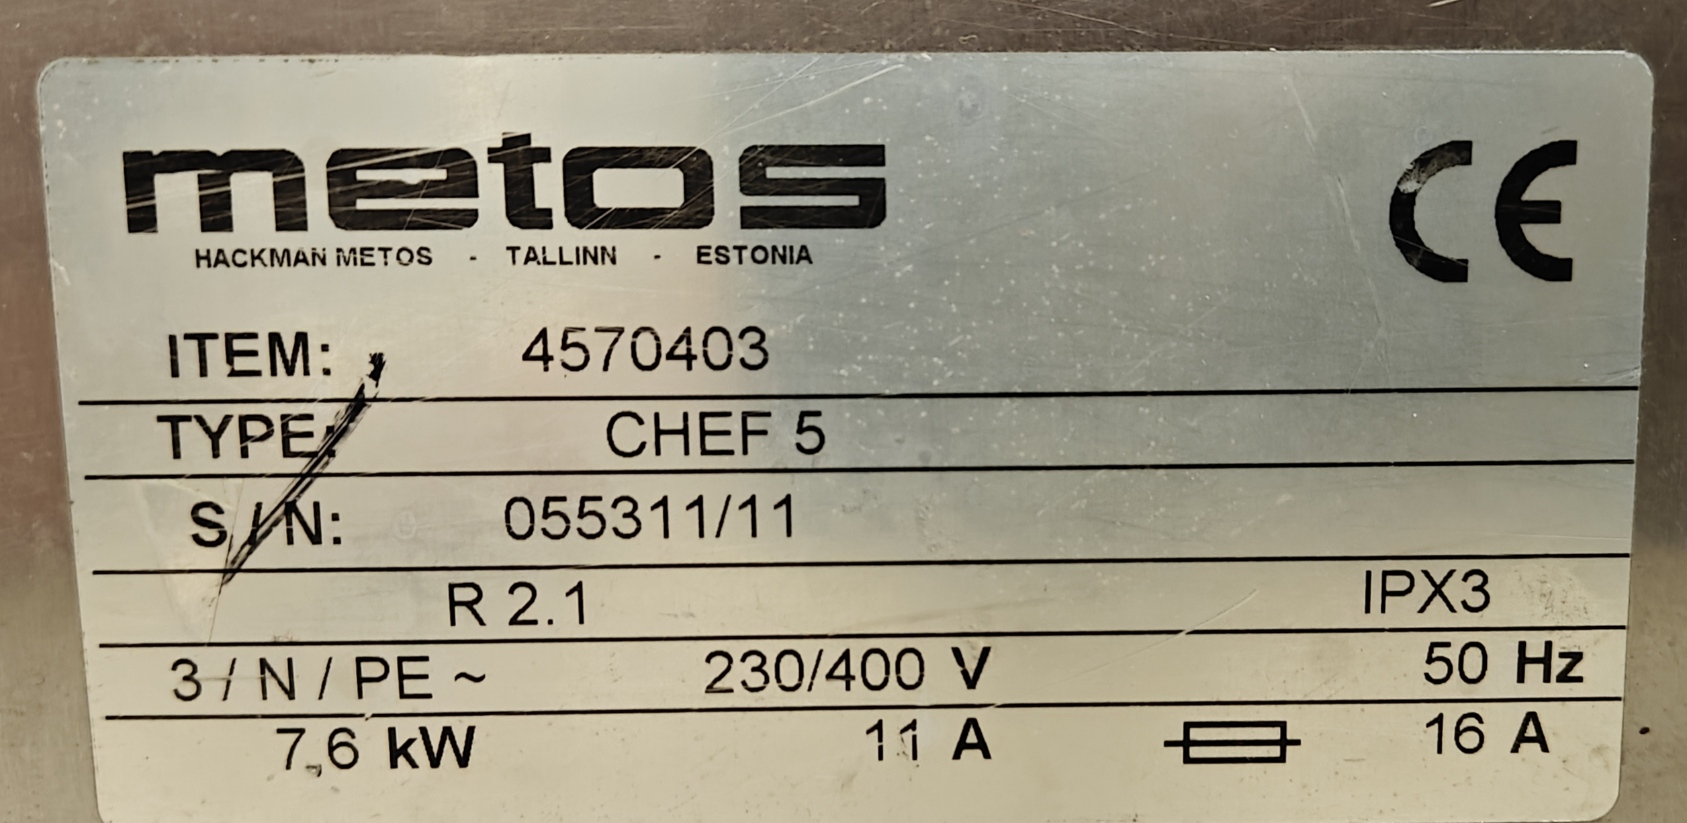 metos CE
HACKMAN METOS - TALLINN - ESTONIA
ITEM: 4570403
TYPE: CHEF 5
S/N: 055311/11
R 2.1 IPX3
3 / N / PE ~ 230/400 V 50 Hz
7,6 kW 11 A 16 A